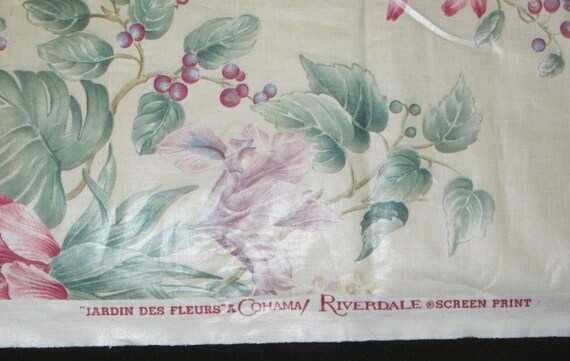 "JARDIN DES FLEURS" A COHAMA/ RIVERDALE ® SCREEN PRINT